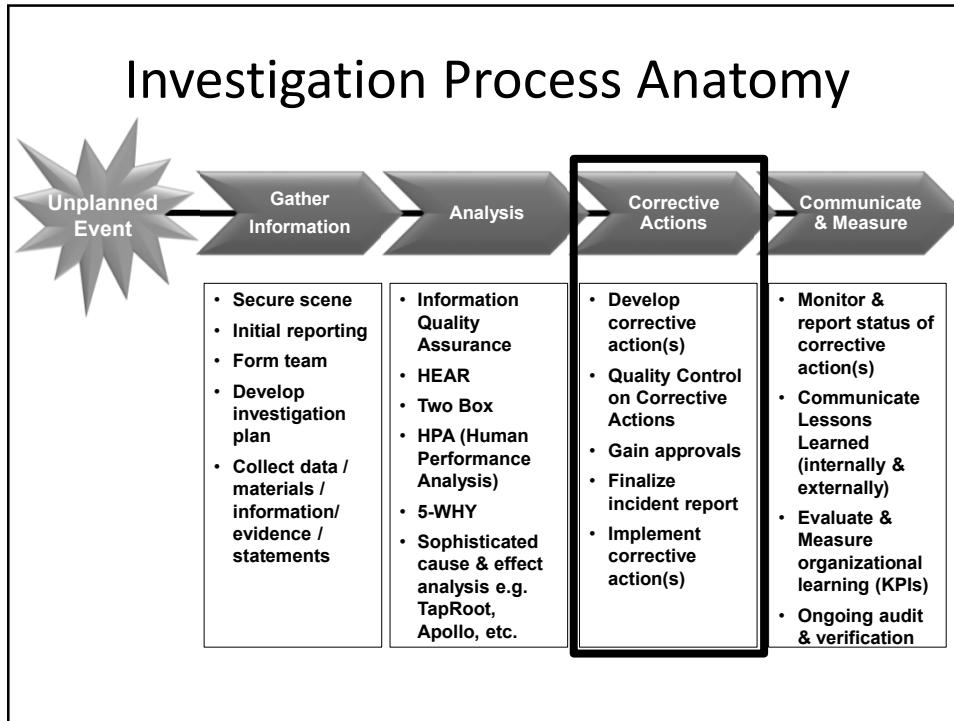 Investigation Process Anatomy
Unplanned
Event
Gather
Information
Analysis
Corrective
Actions
Communicate
& Measure
• Secure scene
• Initial reporting
• Form team
• Develop
investigation
plan
• Collect data /
materials /
information/
evidence /
statements
• Information
Quality
Assurance
• HEAR
• Two Box
• HPA (Human
Performance
Analysis)
• 5-WHY
• Sophisticated
cause & effect
analysis e.g.
TapRoot,
Apollo, etc.
• Develop
corrective
action(s)
• Quality Control
on Corrective
Actions
• Gain approvals
• Finalize
incident report
• Implement
corrective
action(s)
• Monitor &
report status of
corrective
action(s)
• Communicate
Lessons
Learned
(internally &
externally)
• Evaluate &
Measure
organizational
learning (KPIs)
• Ongoing audit
& verification